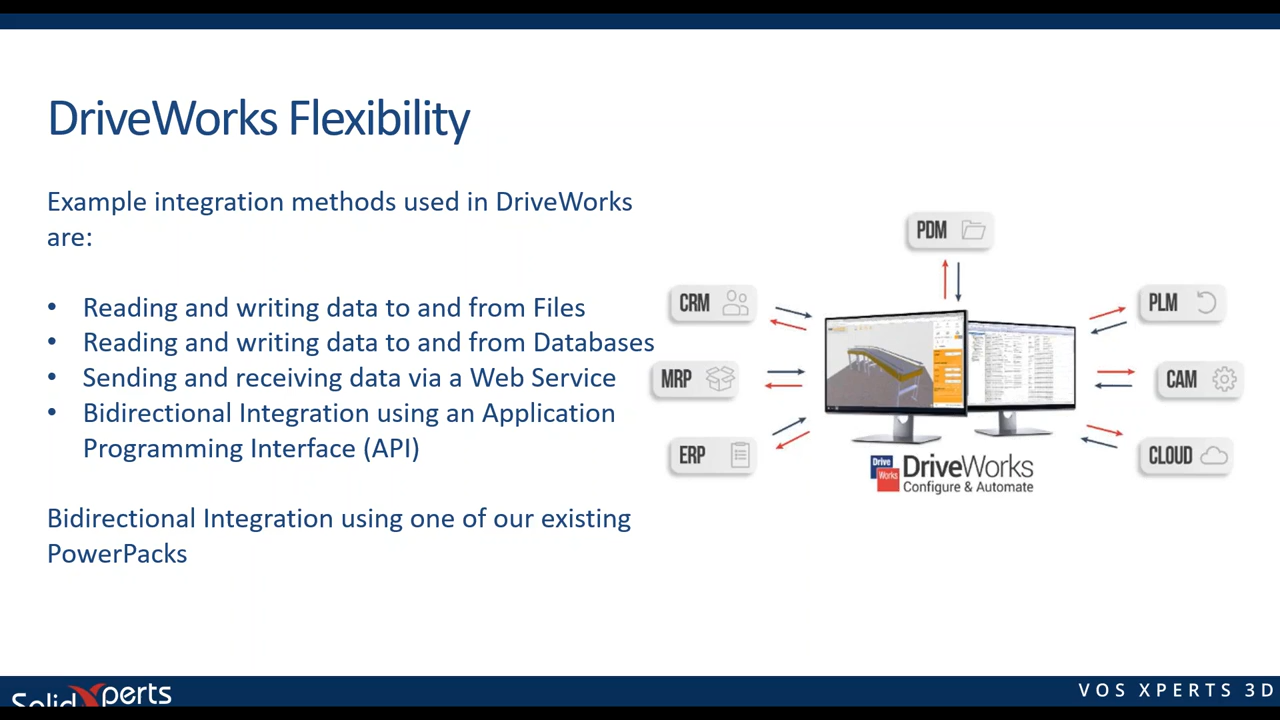 DriveWorks Flexibility
Example integration methods used in DriveWorks
are:
• Reading and writing data to and from Files
• Reading and writing data to and from Databases
• Sending and receiving data via a Web Service
• Bidirectional Integration using an Application
Programming Interface (API)
Bidirectional Integration using one of our existing
PowerPacks
PDM
CRM
PLM
MRP
CAM
ERP
CLOUD
Drive
Works
DriveWorks
Configure & Automate
SolidXperts
VOS XPERTS 3D